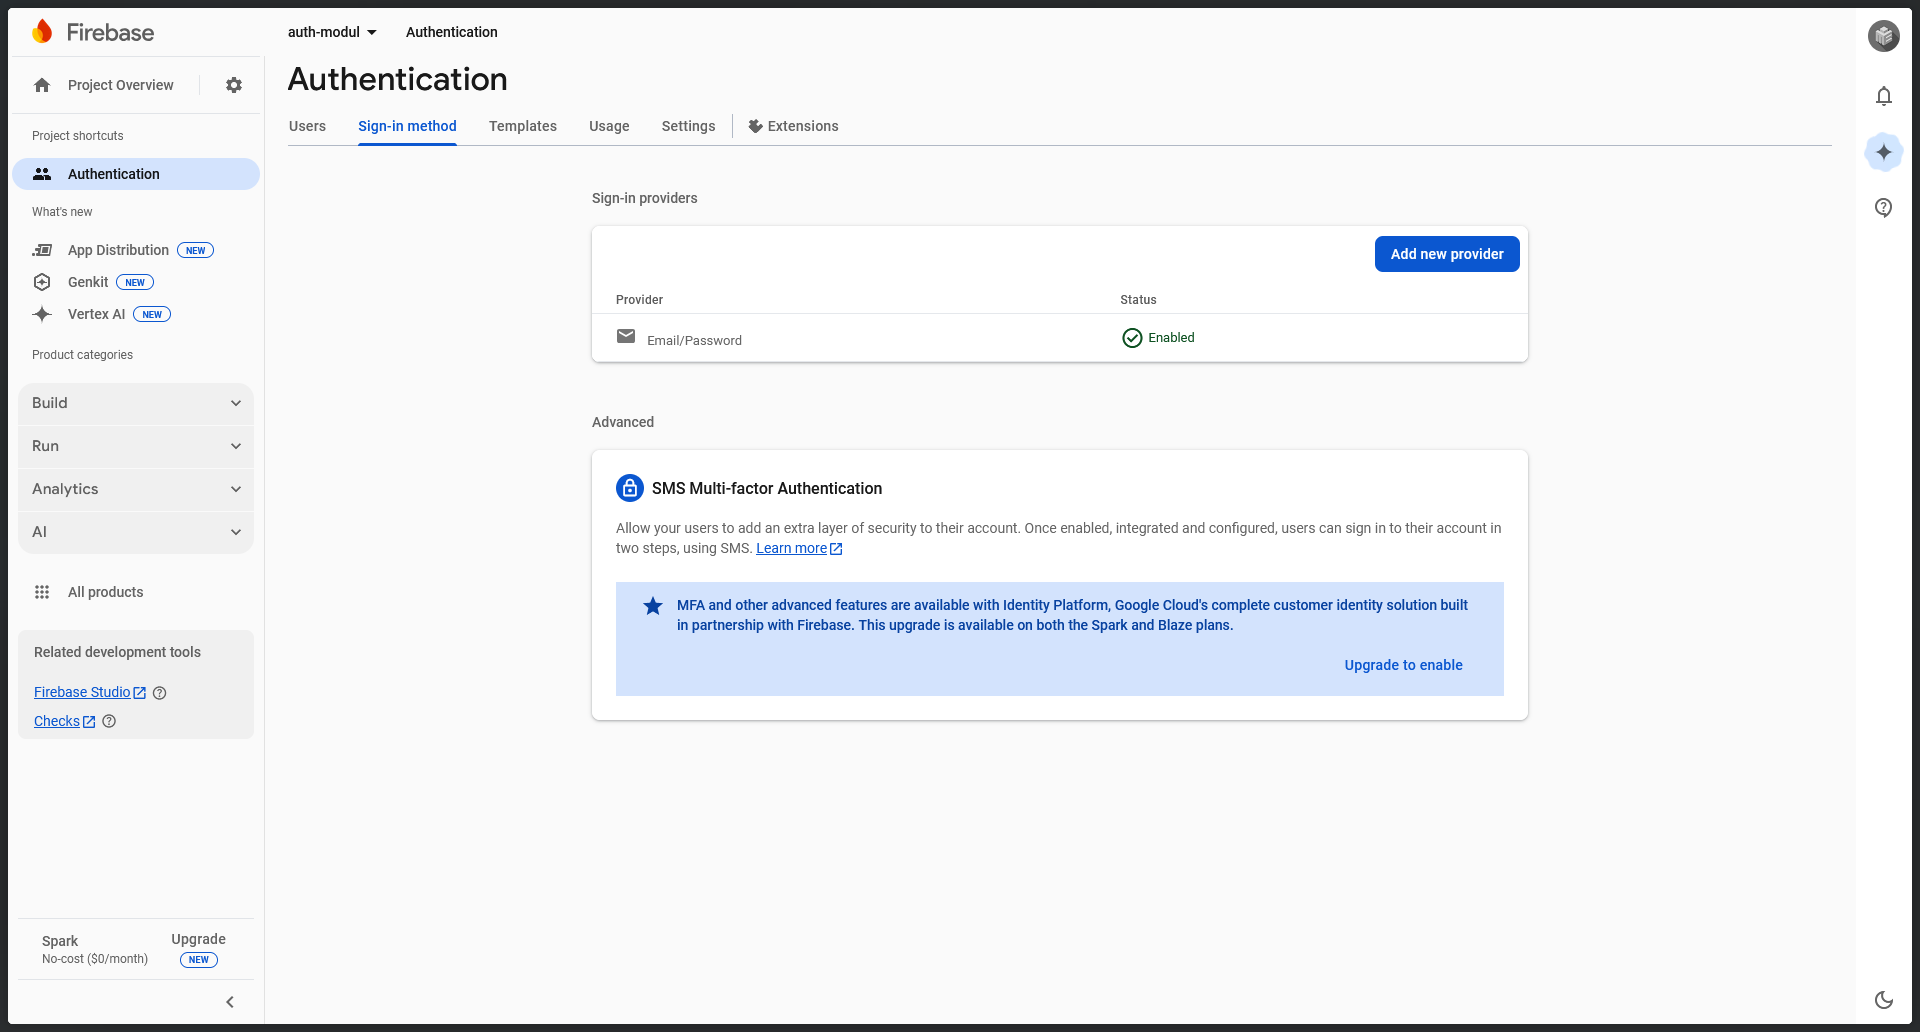 Firebase
auth-modul
Authentication
Project Overview
Project shortcuts
Authentication
What's new
App Distribution NEW
Genkit NEW
Vertex AI NEW
Product categories
Build
Run
Analytics
AI
All products
Related development tools
Firebase Studio
Checks
Spark
No-cost ($0/month)
Upgrade
NEW
Authentication
Users
Sign-in method
Templates
Usage
Settings
Extensions
Sign-in providers
Add new provider
Provider
Status
Email/Password
Enabled
Advanced
SMS Multi-factor Authentication
Allow your users to add an extra layer of security to their account. Once enabled, integrated and configured, users can sign in to their account in
two steps, using SMS. Learn more
MFA and other advanced features are available with Identity Platform, Google Cloud's complete customer identity solution built
in partnership with Firebase. This upgrade is available on both the Spark and Blaze plans.
Upgrade to enable